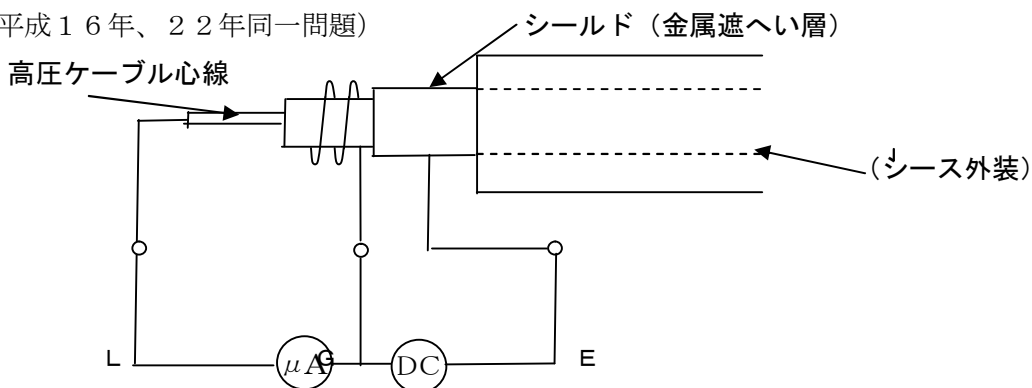 平成16年、22年同一問題）
シールド（金属遮へい層）
高圧ケーブル心線
（シース外装）
L
μA
G
DC
E